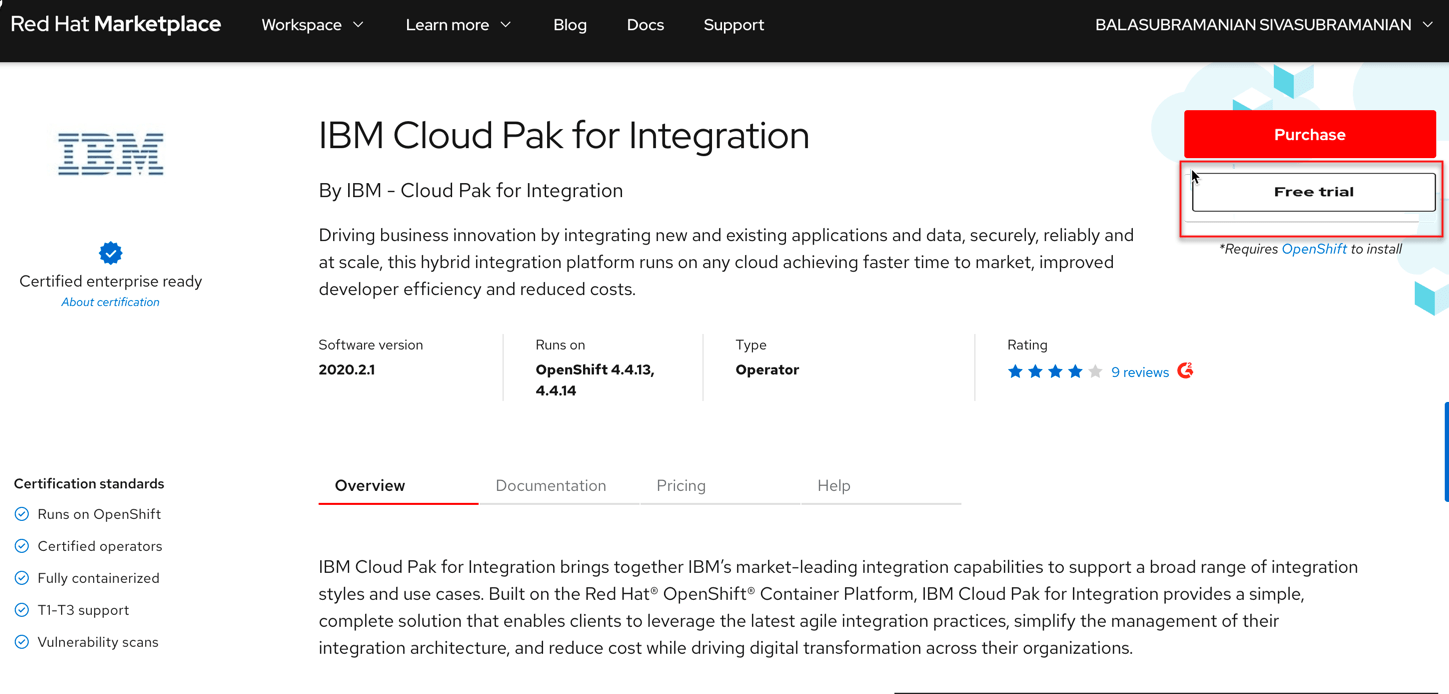 Red Hat Marketplace
Workspace
Learn more
Blog
Docs
Support
BALASUBRAMANIAN SIVASUBRAMANIAN
IBM
Certified enterprise ready
About certification
IBM Cloud Pak for Integration
By IBM - Cloud Pak for Integration
Driving business innovation by integrating new and existing applications and data, securely, reliably and
at scale, this hybrid integration platform runs on any cloud achieving faster time to market, improved
developer efficiency and reduced costs.
Purchase
Free trial
*Requires OpenShift to install
Software version
2020.2.1
Runs on
OpenShift 4.4.13,
4.4.14
Type
Operator
Rating
9 reviews
Certification standards
Runs on OpenShift
Certified operators
Fully containerized
T1-T3 support
Vulnerability scans
Overview
Documentation
Pricing
Help
IBM Cloud Pak for Integration brings together IBM’s market-leading integration capabilities to support a broad range of integration
styles and use cases. Built on the Red Hat® OpenShift® Container Platform, IBM Cloud Pak for Integration provides a simple,
complete solution that enables clients to leverage the latest agile integration practices, simplify the management of their
integration architecture, and reduce cost while driving digital transformation across their organizations.